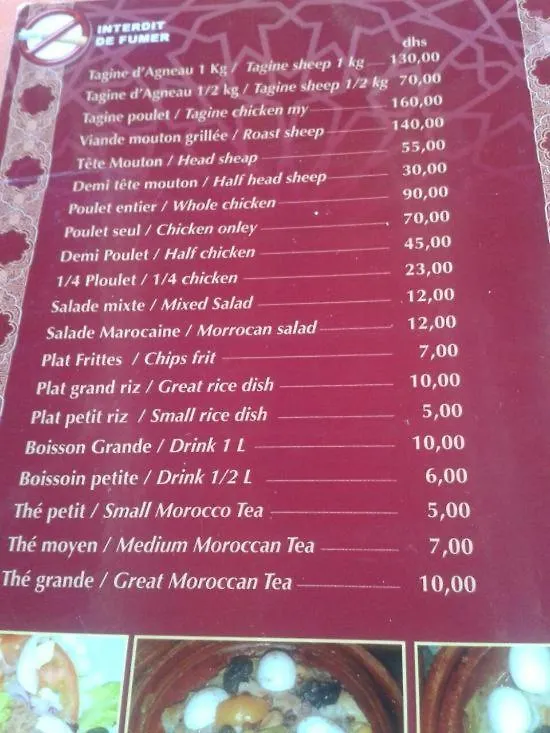 INTERDIT
DE FUMER
dhs
Tagine d'Agneau 1 Kg / Tagine sheep 1 kg 130,00
Tagine d'Agneau 1/2 kg / Tagine sheep 1/2 kg 70,00
Tagine poulet / Tagine chicken my 160,00
Viande mouton grillée / Roast sheep 140,00
Tête Mouton / Head sheap 55,00
Demi tête mouton / Half head sheep 30,00
Poulet entier / Whole chicken 90,00
Poulet seul / Chicken onley 70,00
Demi Poulet / Half chicken 45,00
1/4 Ploulet / 1/4 chicken 23,00
Salade mixte / Mixed Salad 12,00
Salade Marocaine / Morrocan salad 12,00
Plat Frittes / Chips frit 7,00
Plat grand riz / Great rice dish 10,00
Plat petit riz / Small rice dish 5,00
Boisson Grande / Drink 1 L 10,00
Boissoin petite / Drink 1/2 L 6,00
Thé petit / Small Morocco Tea 5,00
Thé moyen / Medium Moroccan Tea 7,00
Thé grande / Great Moroccan Tea 10,00